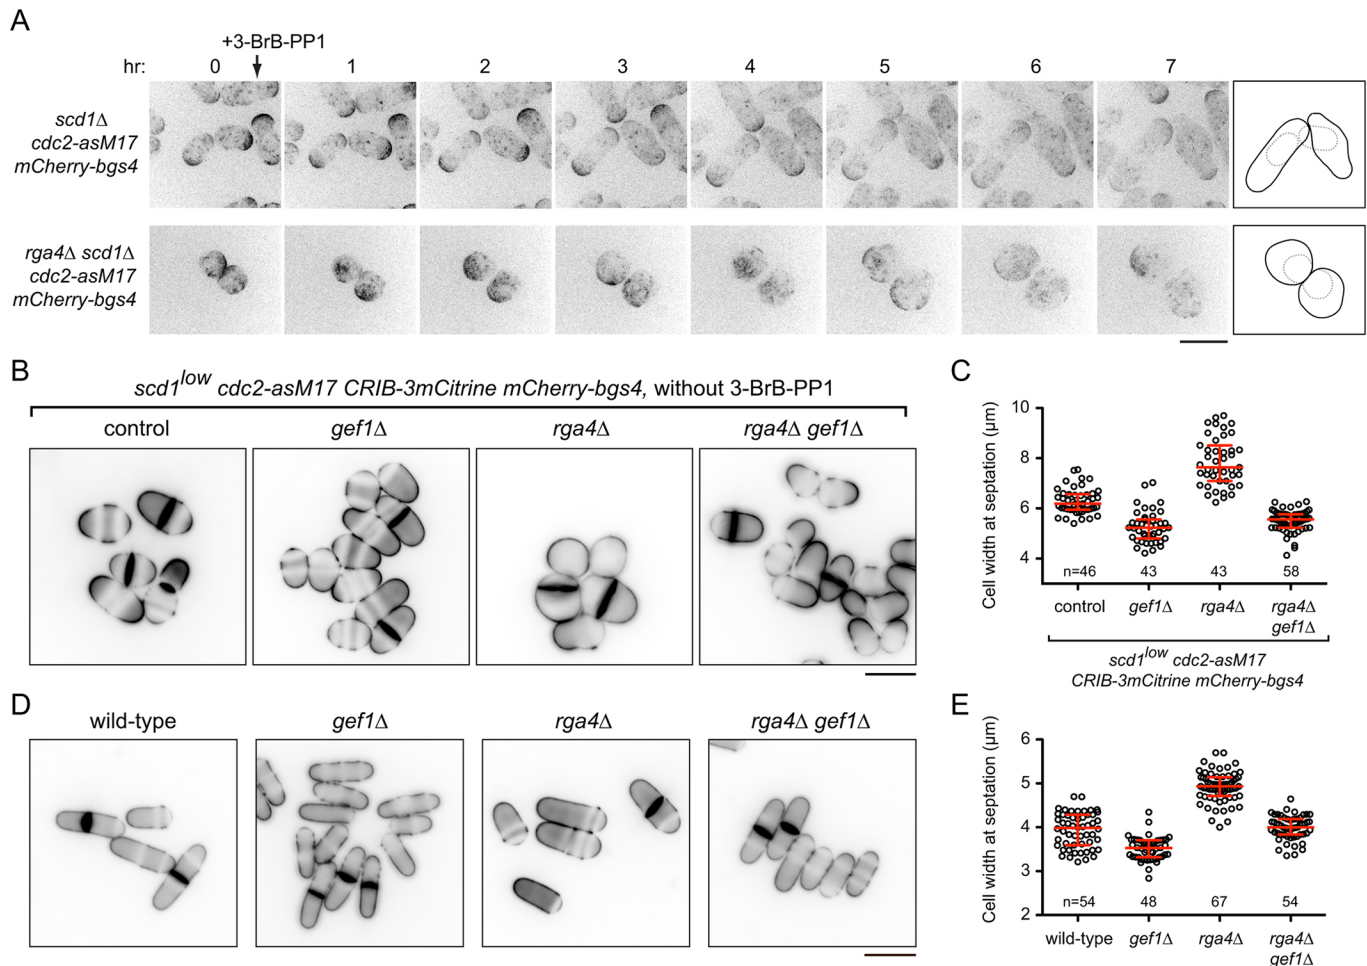 A
+3-BrB-PP1
hr: 0 1 2 3 4 5 6 7
scd1Δ
cdc2-asM17
mCherry-bgs4
rga4Δ scd1Δ
cdc2-asM17
mCherry-bgs4
B
scd1low cdc2-asM17 CRIB-3mCitrine mCherry-bgs4, without 3-BrB-PP1
control gef1Δ rga4Δ rga4Δ gef1Δ
C
Cell width at septation (µm)
10
8
6
4
n=46 43 43 58
control gef1Δ rga4Δ rga4Δ
gef1Δ
scd1low cdc2-asM17
CRIB-3mCitrine mCherry-bgs4
D
wild-type gef1Δ rga4Δ rga4Δ gef1Δ
E
Cell width at septation (µm)
6
5
4
3
2
n=54 48 67 54
wild-type gef1Δ rga4Δ rga4Δ
gef1Δ